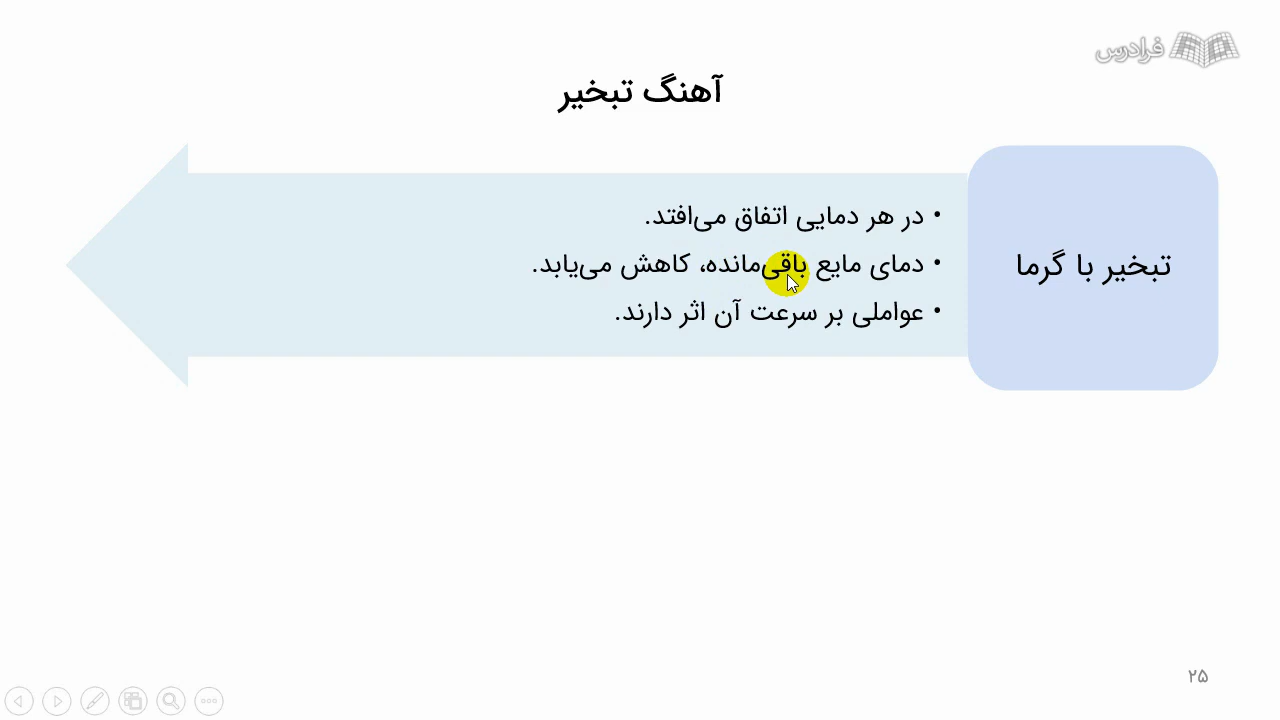 فرادرس
آهنگ تبخیر
تبخیر با گرما
• در هر دمایی اتفاق می‌افتد.
• دمای مایع باقی‌مانده، کاهش می‌یابد.
• عواملی بر سرعت آن اثر دارند.
۲۵